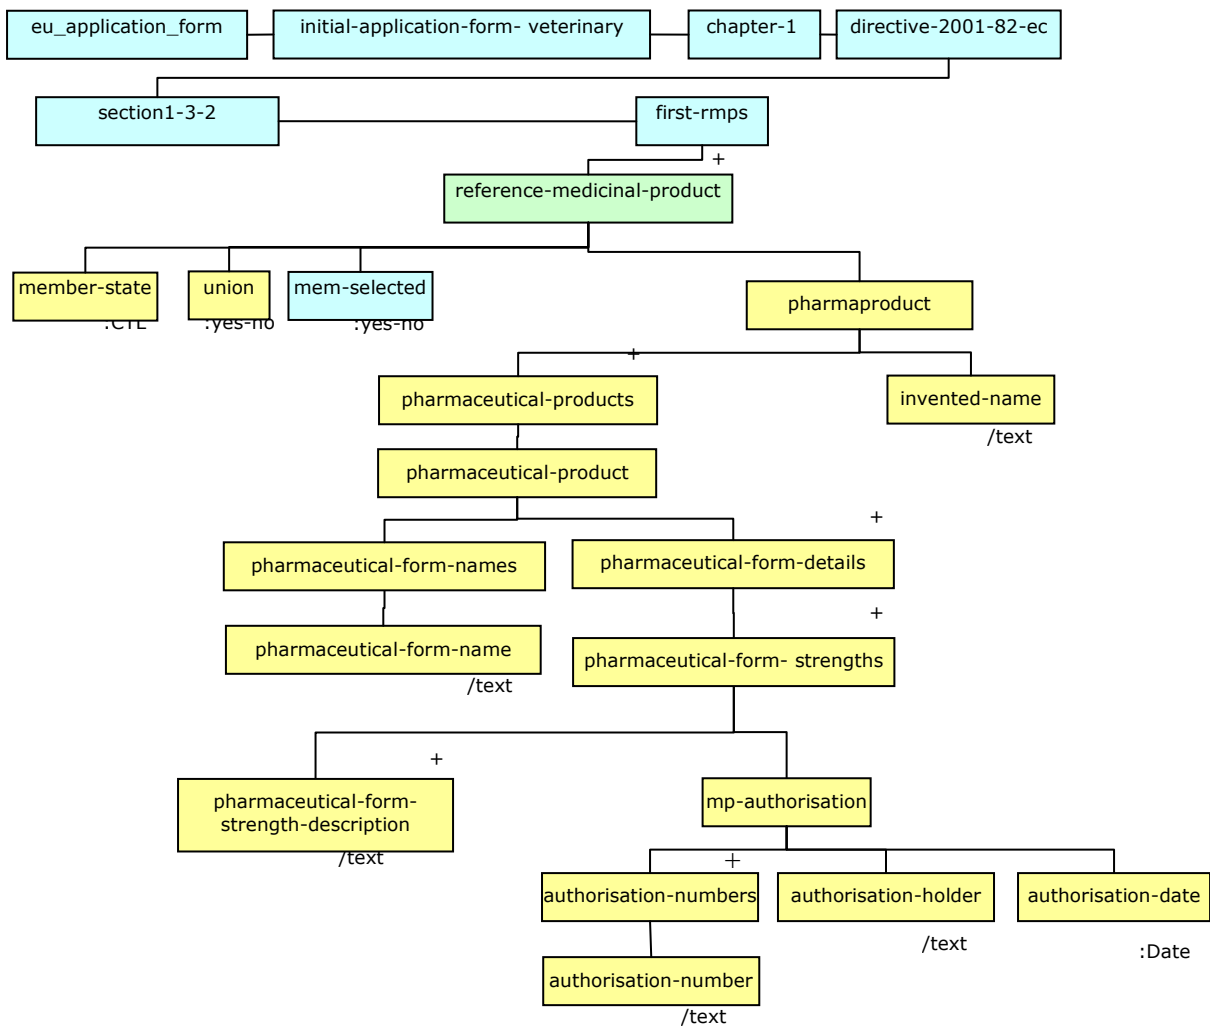 eu_application_form
initial-application-form- veterinary
chapter-1
directive-2001-82-ec
section1-3-2
first-rmps
+
reference-medicinal-product
member-state
union
mem-selected
:CTL
:yes-no
:yes-no
pharmaproduct
+
pharmaceutical-products
invented-name
/text
pharmaceutical-product
+
pharmaceutical-form-names
pharmaceutical-form-details
+
pharmaceutical-form-name
/text
pharmaceutical-form- strengths
+
pharmaceutical-form-
strength-description
/text
mp-authorisation
+
authorisation-numbers
authorisation-holder
authorisation-date
/text
:Date
authorisation-number
/text